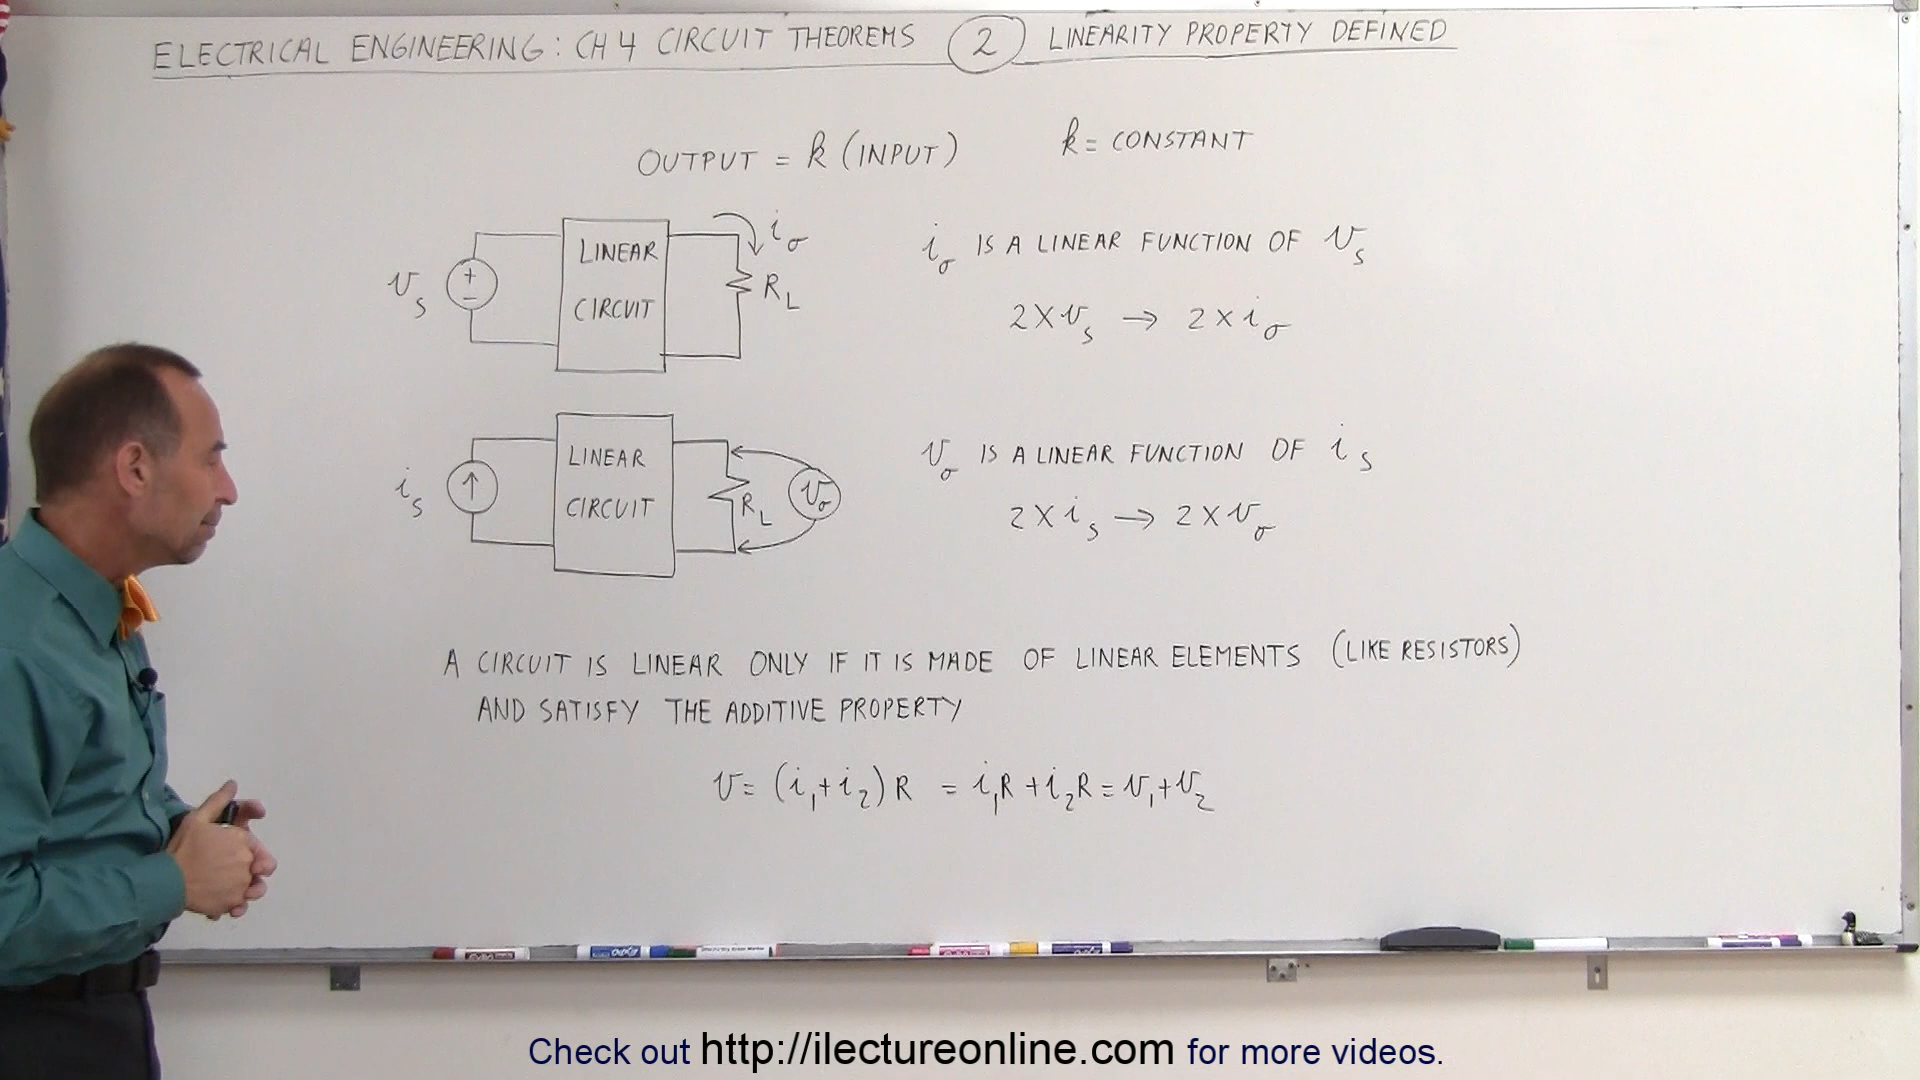 ELECTRICAL ENGINEERING: CH 4 CIRCUIT THEOREMS 2 LINEARITY PROPERTY DEFINED
OUTPUT = k (INPUT) k = CONSTANT
v_s + − LINEAR CIRCUIT i_o R_L
i_o IS A LINEAR FUNCTION OF v_s
2 X v_s → 2 X i_o
i_s LINEAR CIRCUIT R_L v_o
v_o IS A LINEAR FUNCTION OF i_s
2 X i_s → 2 X v_o
A CIRCUIT IS LINEAR ONLY IF IT IS MADE OF LINEAR ELEMENTS (LIKE RESISTORS)
AND SATISFY THE ADDITIVE PROPERTY
v = (i_1 + i_2) R = i_1R + i_2R = v_1 + v_2
EXPO
Check out http://ilectureonline.com for more videos.